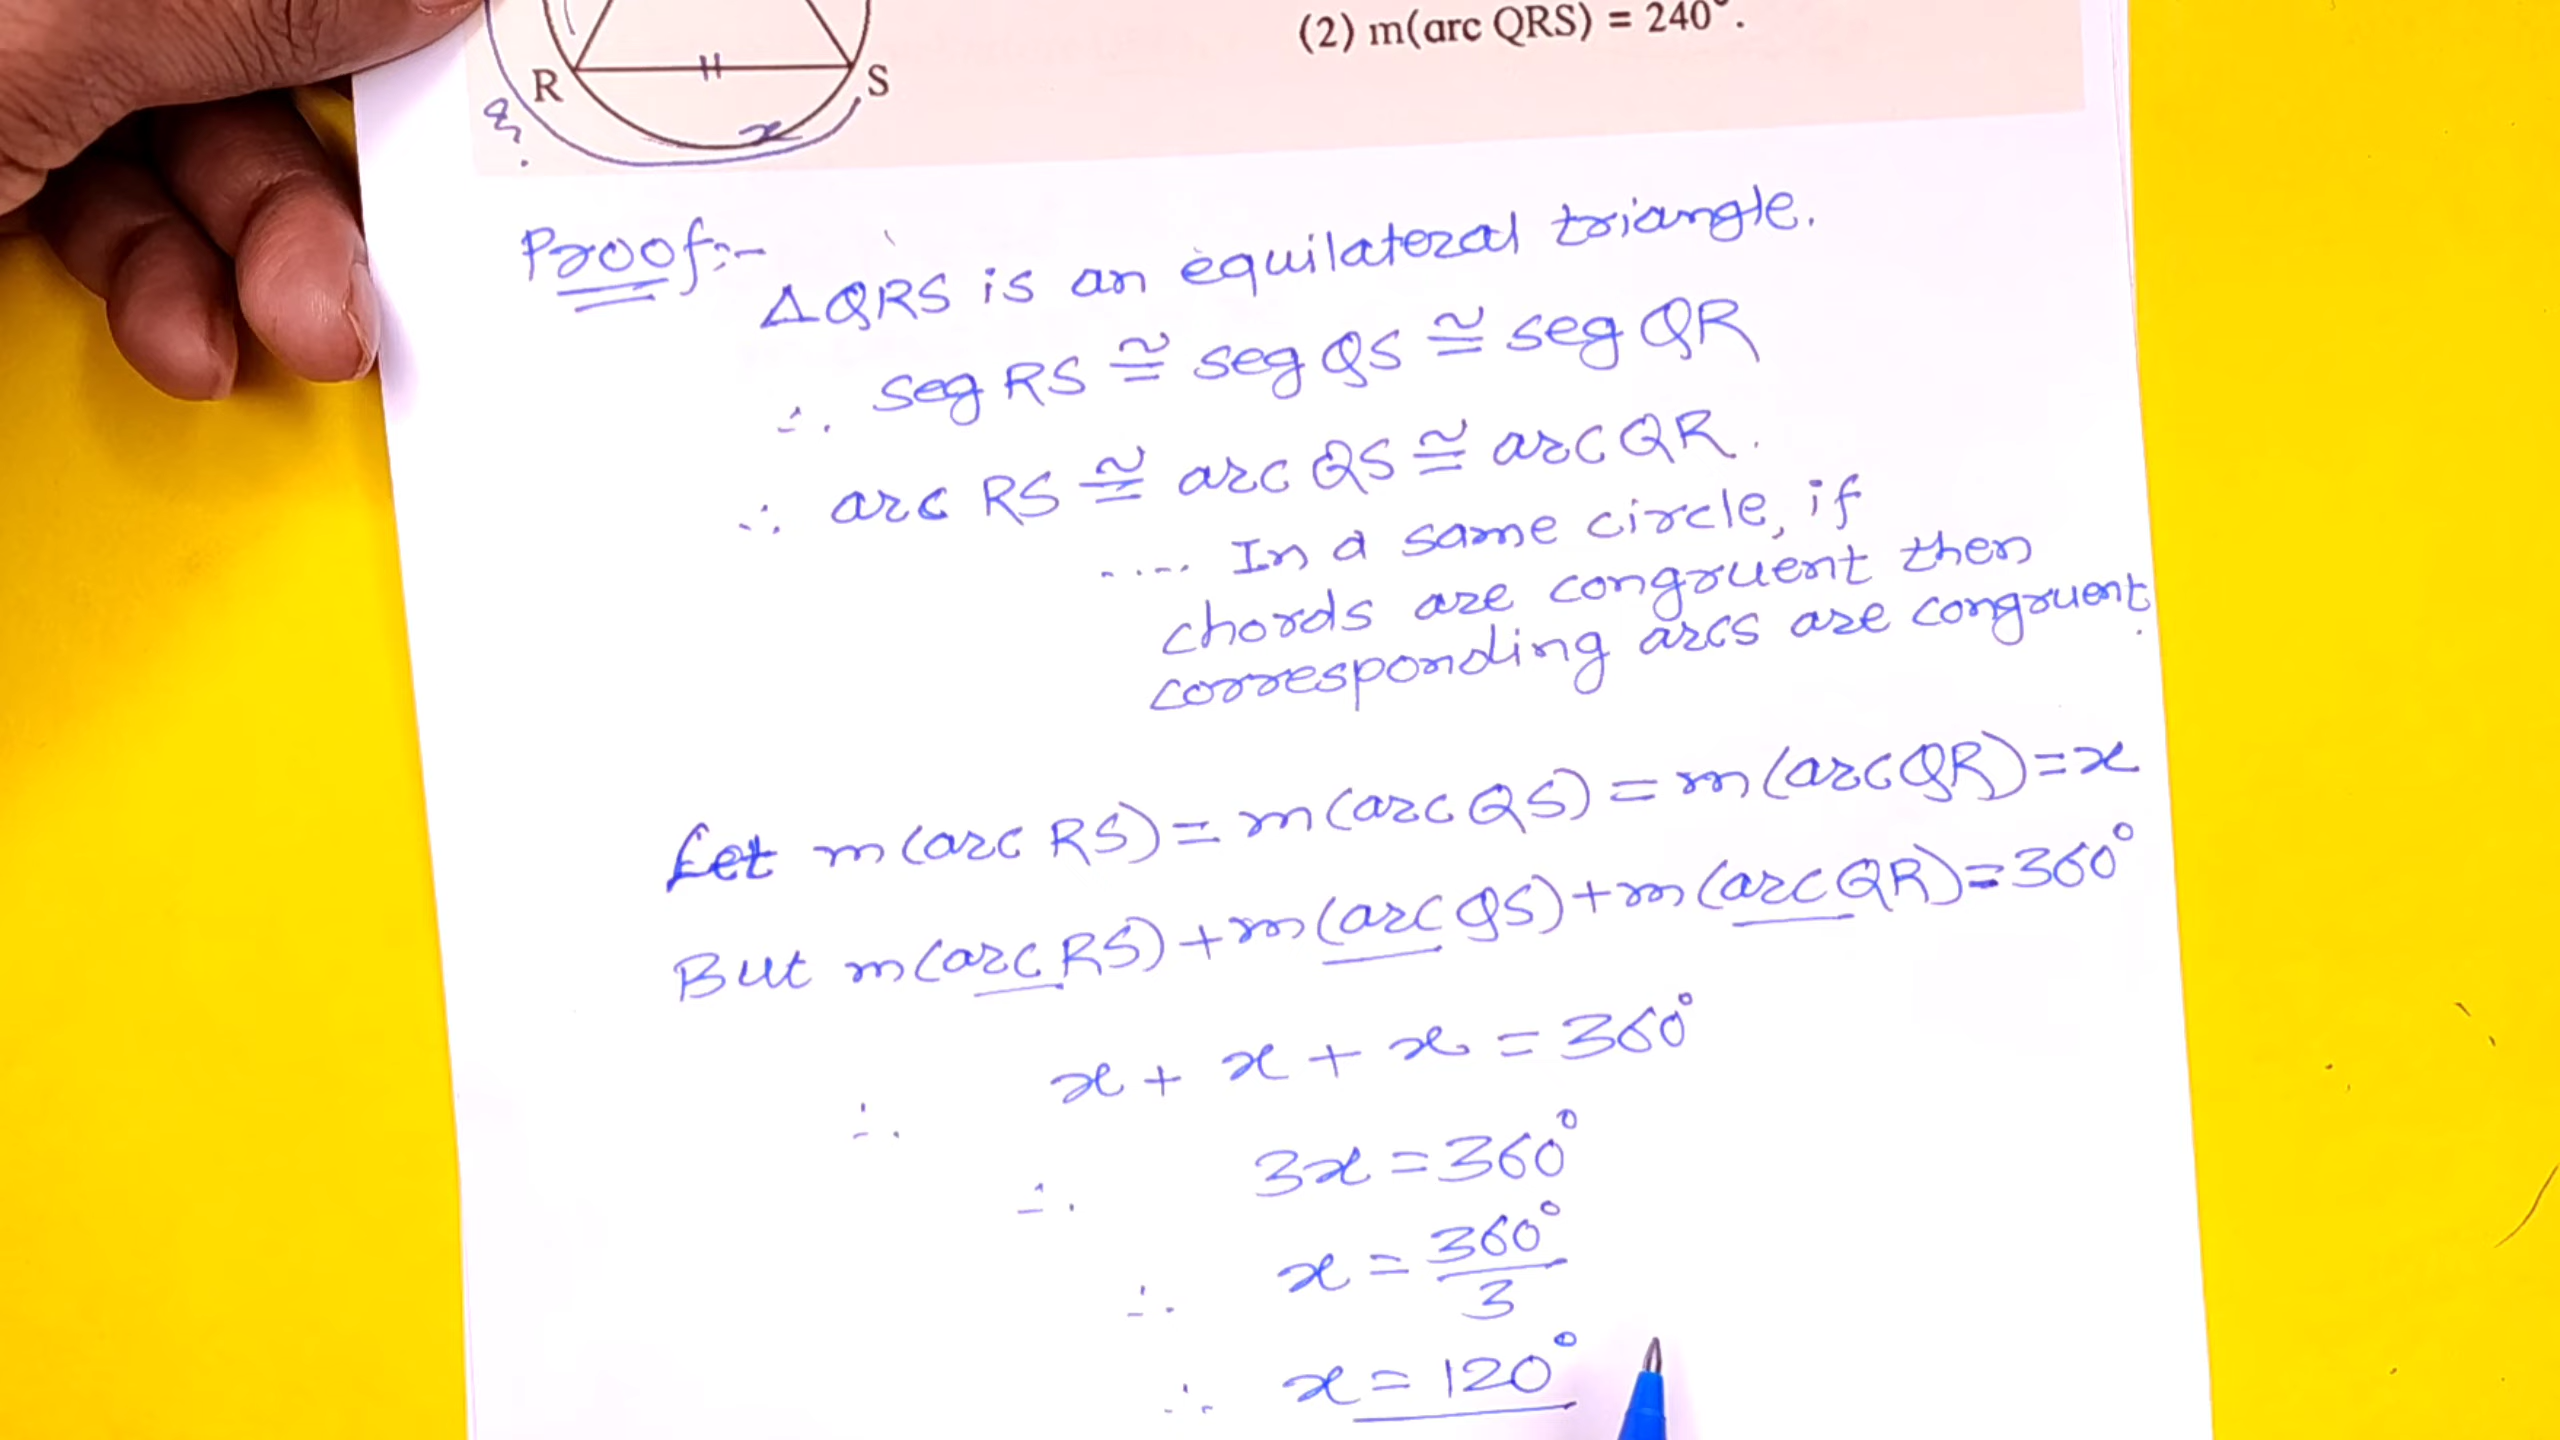 (2) m(arc QRS) = 240°.
R
S
x
Proof:-
ΔQRS is an equilateral triangle.
∴ seg RS ≅ seg QS ≅ seg QR
∴ arc RS ≅ arc QS ≅ arc QR.
.... In a same circle, if
chords are congruent then
corresponding arcs are congruent.
Let m(arc RS) = m(arc QS) = m(arc QR) = x
But m(arc RS) + m(arc QS) + m(arc QR) = 360°
∴ x + x + x = 360°
∴ 3x = 360°
∴ x = 360°/3
∴ x = 120°